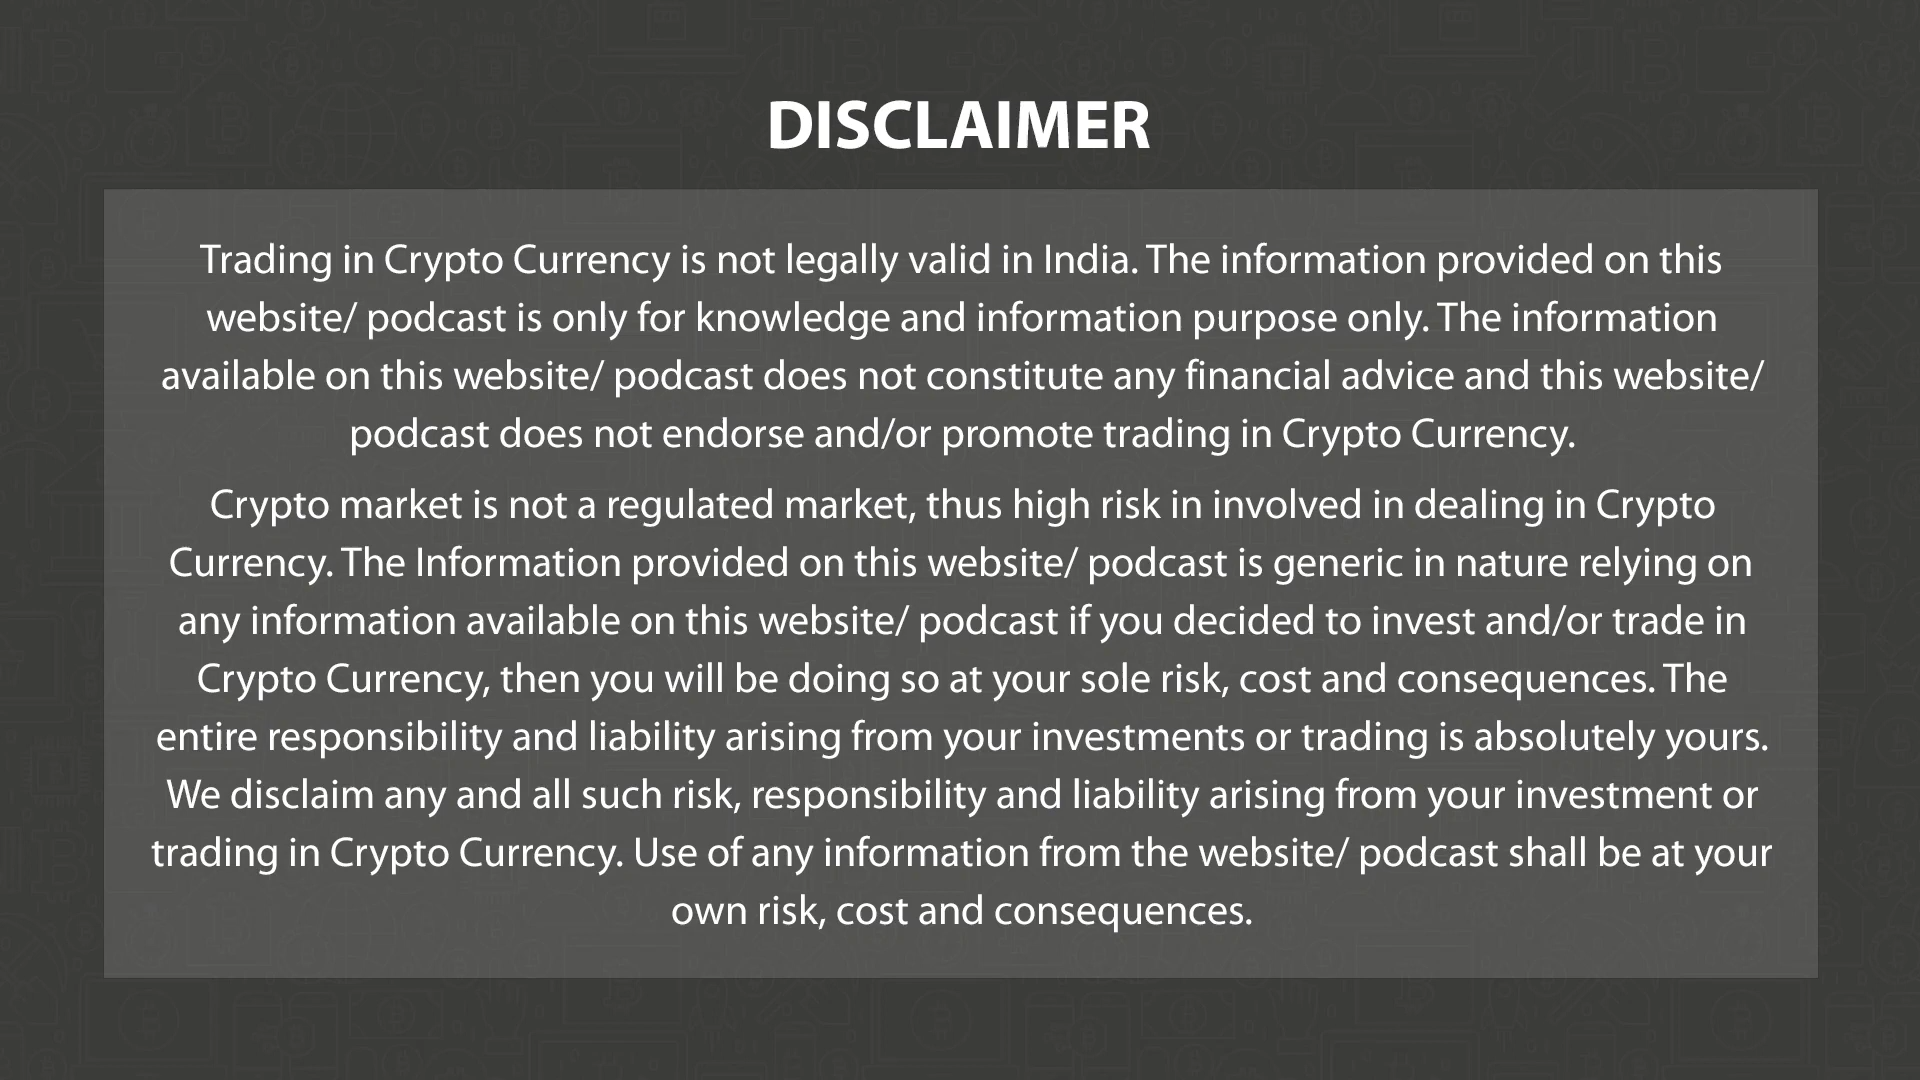 DISCLAIMER
Trading in Crypto Currency is not legally valid in India. The information provided on this
website/ podcast is only for knowledge and information purpose only. The information
available on this website/ podcast does not constitute any financial advice and this website/
podcast does not endorse and/or promote trading in Crypto Currency.
Crypto market is not a regulated market, thus high risk in involved in dealing in Crypto
Currency. The Information provided on this website/ podcast is generic in nature relying on
any information available on this website/ podcast if you decided to invest and/or trade in
Crypto Currency, then you will be doing so at your sole risk, cost and consequences. The
entire responsibility and liability arising from your investments or trading is absolutely yours.
We disclaim any and all such risk, responsibility and liability arising from your investment or
trading in Crypto Currency. Use of any information from the website/ podcast shall be at your
own risk, cost and consequences.